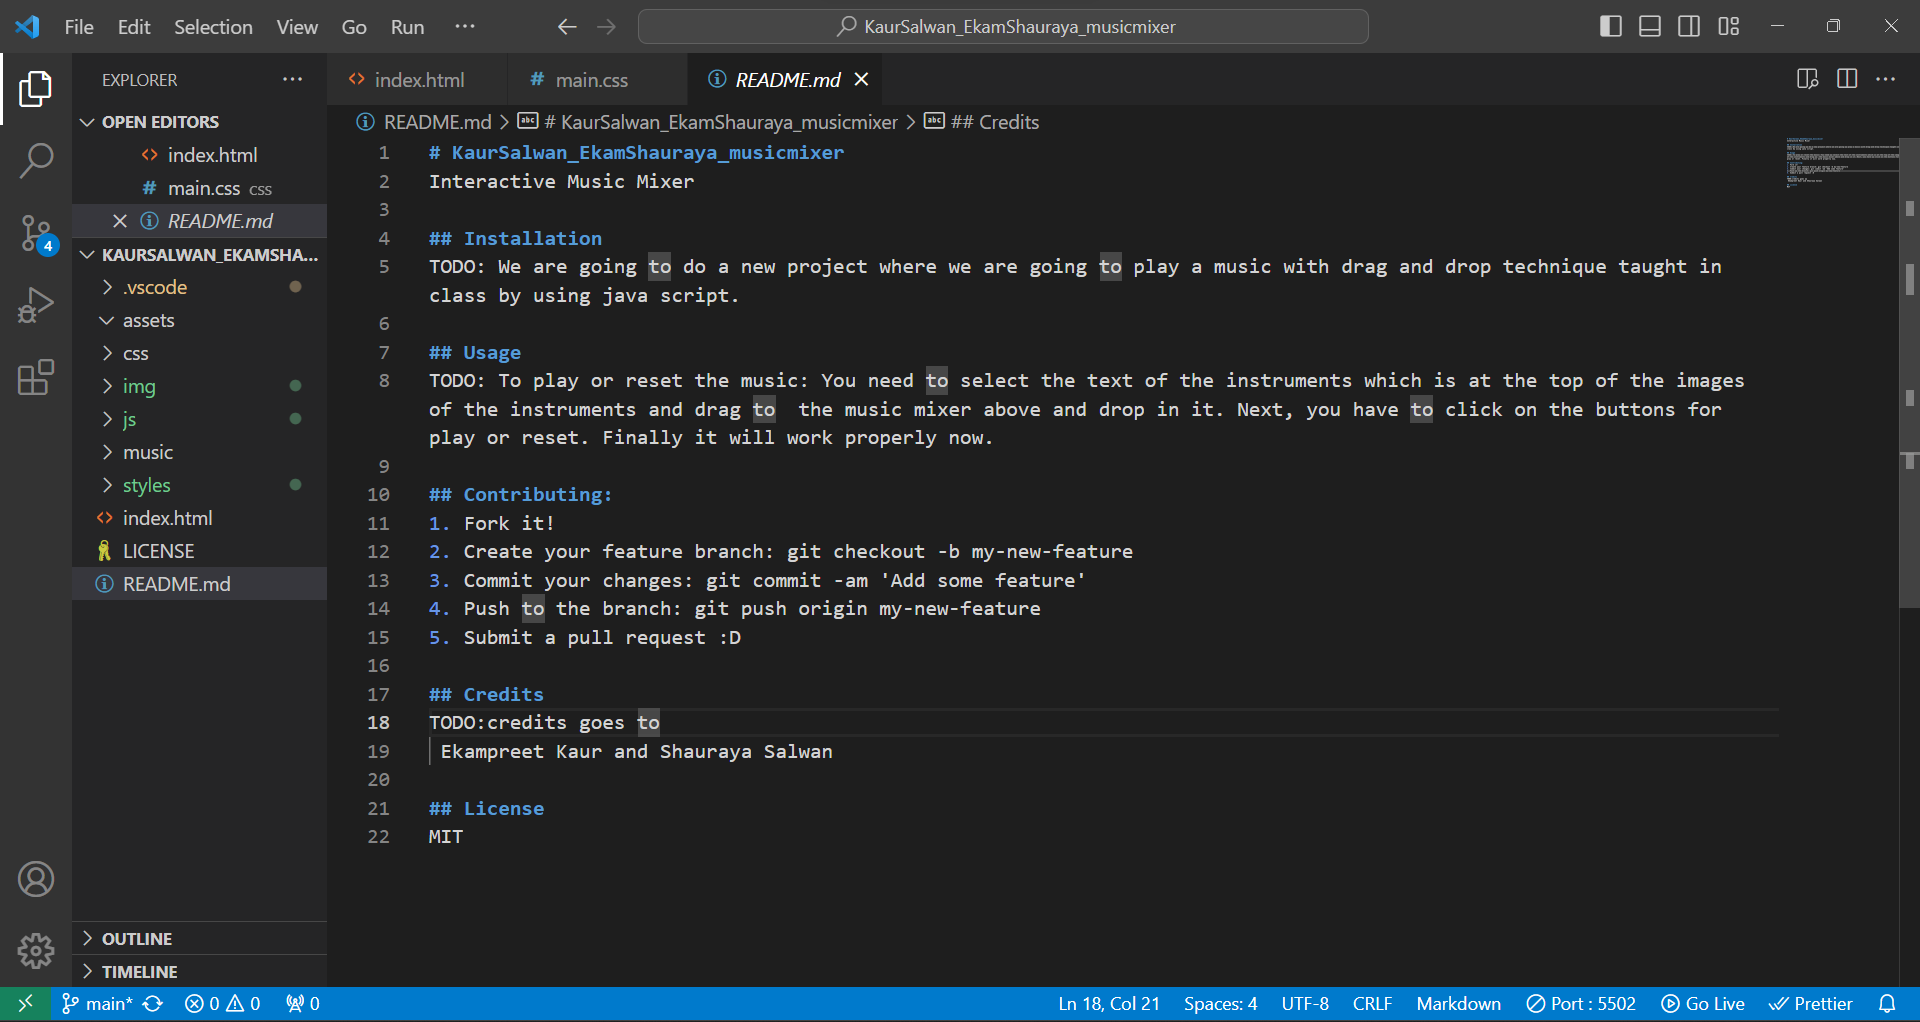 File Edit Selection View Go Run ··· KaurSalwan_EkamShauraya_musicmixer
EXPLORER ···
OPEN EDITORS
index.html
main.css css
README.md
KAURSALWAN_EKAMSHA...
.vscode
assets
css
img
js
music
styles
index.html
LICENSE
README.md
OUTLINE
TIMELINE
index.html main.css README.md
README.md > # KaurSalwan_EkamShauraya_musicmixer > ## Credits
1 # KaurSalwan_EkamShauraya_musicmixer
2 Interactive Music Mixer
3
4 ## Installation
5 TODO: We are going to do a new project where we are going to play a music with drag and drop technique taught in
class by using java script.
6
7 ## Usage
8 TODO: To play or reset the music: You need to select the text of the instruments which is at the top of the images
of the instruments and drag to  the music mixer above and drop in it. Next, you have to click on the buttons for
play or reset. Finally it will work properly now.
9
10 ## Contributing:
11 1. Fork it!
12 2. Create your feature branch: git checkout -b my-new-feature
13 3. Commit your changes: git commit -am 'Add some feature'
14 4. Push to the branch: git push origin my-new-feature
15 5. Submit a pull request :D
16
17 ## Credits
18 TODO:credits goes to
19  Ekampreet Kaur and Shauraya Salwan
20
21 ## License
22 MIT
4
main* 0 0 0 Ln 18, Col 21 Spaces: 4 UTF-8 CRLF Markdown Port : 5502 Go Live Prettier